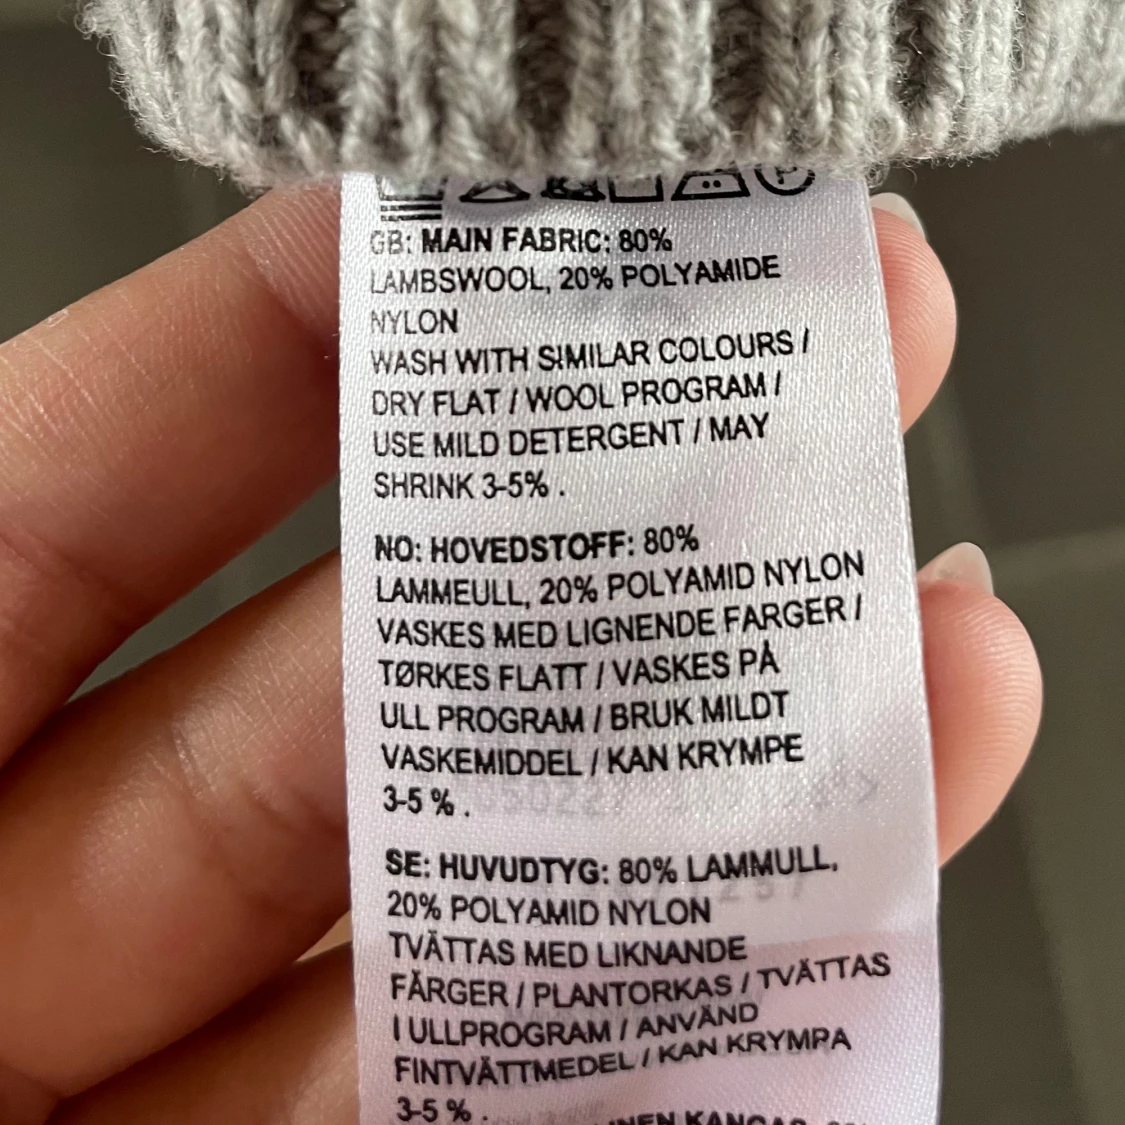 P
GB: MAIN FABRIC: 80%
LAMBSWOOL, 20% POLYAMIDE
NYLON
WASH WITH SIMILAR COLOURS /
DRY FLAT / WOOL PROGRAM /
USE MILD DETERGENT / MAY
SHRINK 3-5% .
NO: HOVEDSTOFF: 80%
LAMMEULL, 20% POLYAMID NYLON
VASKES MED LIGNENDE FARGER /
TØRKES FLATT / VASKES PÅ
ULL PROGRAM / BRUK MILDT
VASKEMIDDEL / KAN KRYMPE
3-5 % .
SE: HUVUDTYG: 80% LAMMULL,
20% POLYAMID NYLON
TVÄTTAS MED LIKNANDE
FÄRGER / PLANTORKAS / TVÄTTAS
I ULLPROGRAM / ANVÄND
FINTVÄTTMEDEL / KAN KRYMPA
3-5 % .
KANGAS: